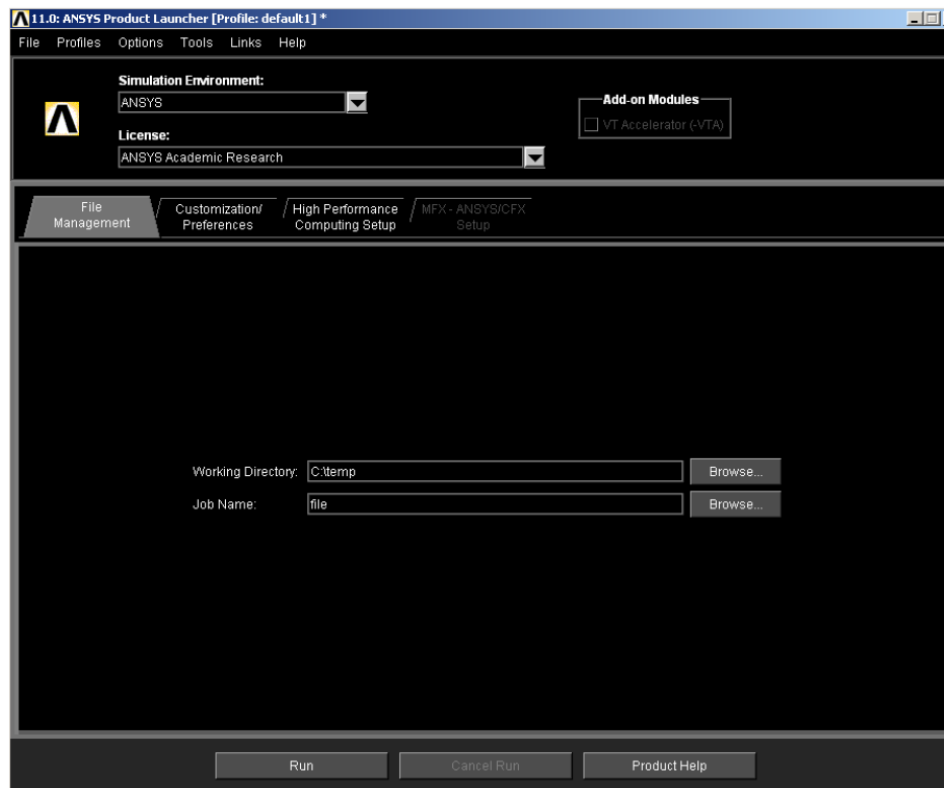 11.0: ANSYS Product Launcher [Profile: default1] *
File Profiles Options Tools Links Help
Simulation Environment:
ANSYS
Add-on Modules
VT Accelerator (-VTA)
License:
ANSYS Academic Research
File
Management
Customization/
Preferences
High Performance
Computing Setup
MFX - ANSYS/CFX
Setup
Working Directory: C:\temp Browse...
Job Name: file Browse...
Run Cancel Run Product Help